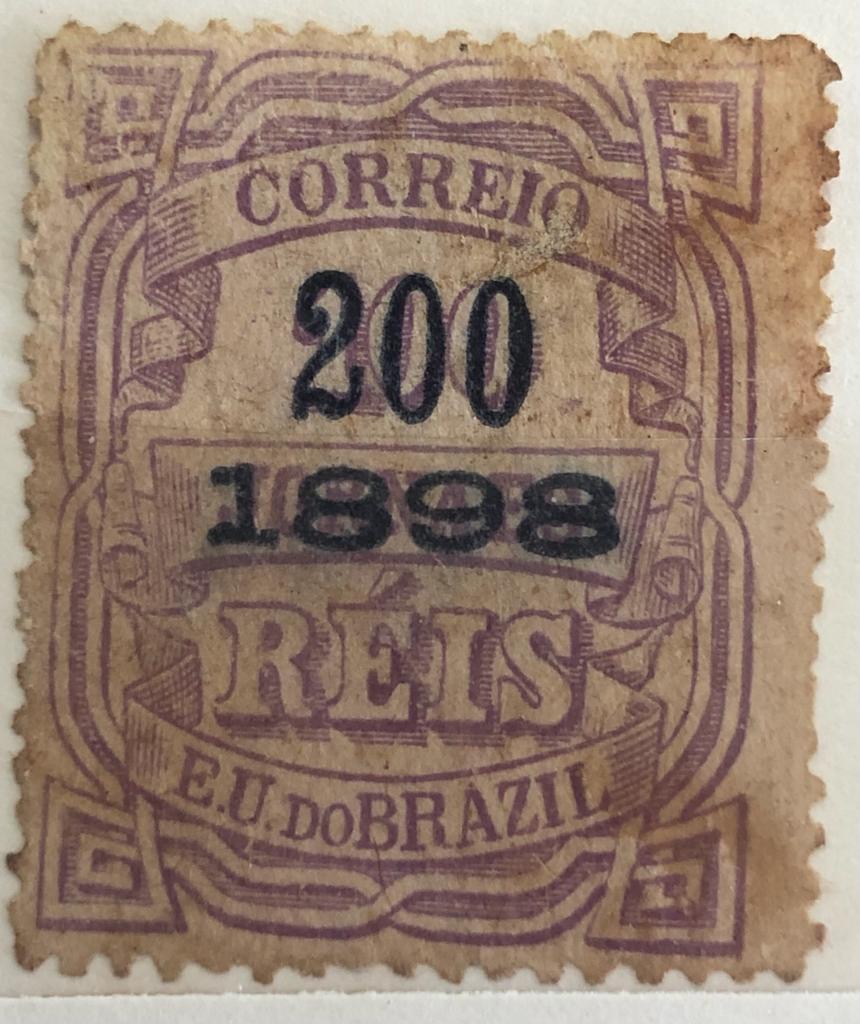 CORREIO
200
1898
RÉIS
E.U. DO BRAZIL